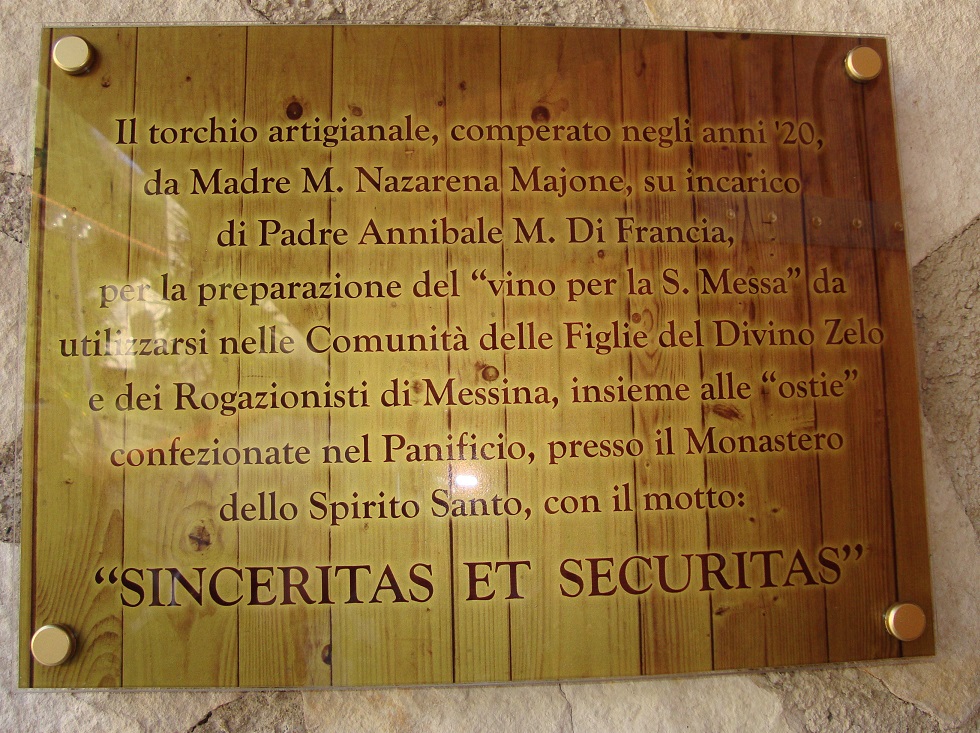 Il torchio artigianale, comperato negli anni '20,
da Madre M. Nazarena Majone, su incarico
di Padre Annibale M. Di Francia,
per la preparazione del “vino per la S. Messa” da
utilizzarsi nelle Comunità delle Figlie del Divino Zelo
e dei Rogazionisti di Messina, insieme alle “ostie”
confezionate nel Panificio, presso il Monastero
dello Spirito Santo, con il motto:
“SINCERITAS ET SECURITAS”